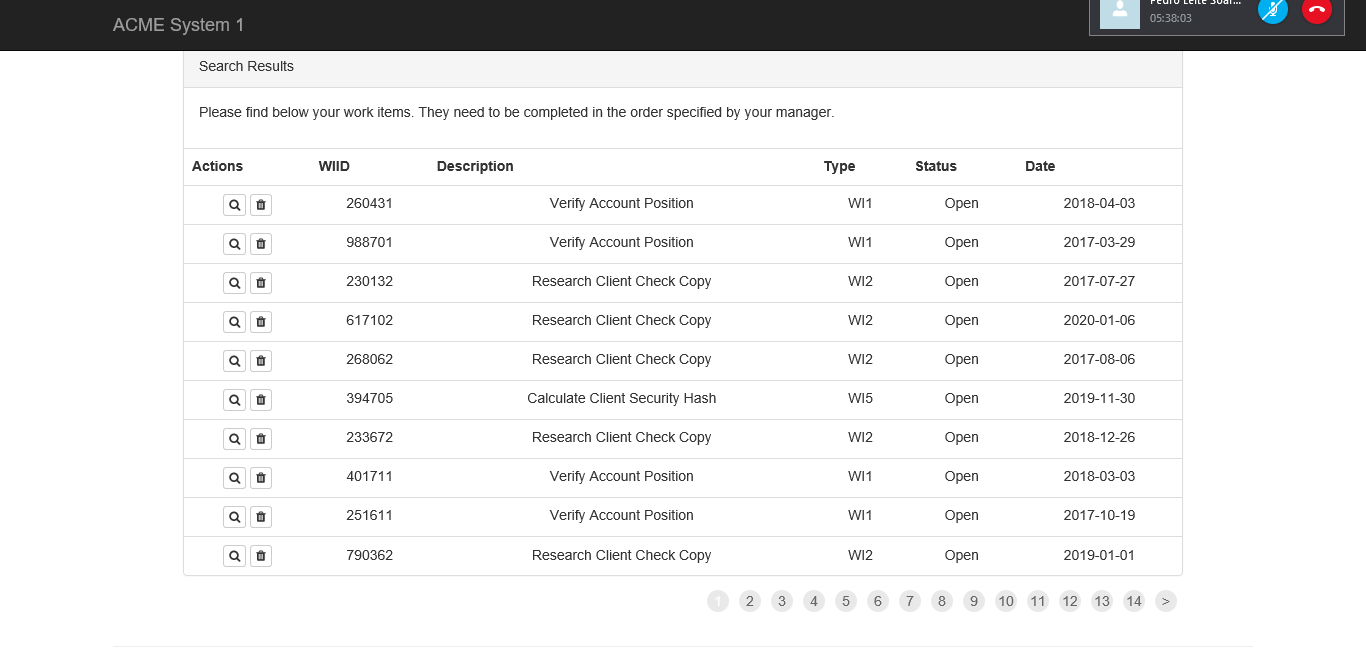 ACME System 1
05:38:03
Search Results
Please find below your work items. They need to be completed in the order specified by your manager.
Actions WIID Description Type Status Date
260431 Verify Account Position WI1 Open 2018-04-03
988701 Verify Account Position WI1 Open 2017-03-29
230132 Research Client Check Copy WI2 Open 2017-07-27
617102 Research Client Check Copy WI2 Open 2020-01-06
268062 Research Client Check Copy WI2 Open 2017-08-06
394705 Calculate Client Security Hash WI5 Open 2019-11-30
233672 Research Client Check Copy WI2 Open 2018-12-26
401711 Verify Account Position WI1 Open 2018-03-03
251611 Verify Account Position WI1 Open 2017-10-19
790362 Research Client Check Copy WI2 Open 2019-01-01
1 2 3 4 5 6 7 8 9 10 11 12 13 14 >